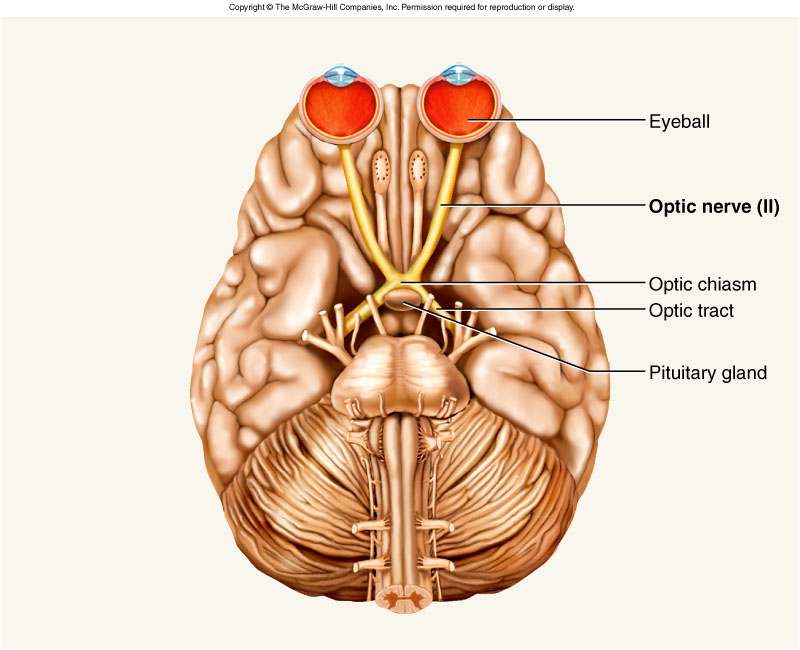 Copyright © The McGraw-Hill Companies, Inc. Permission required for reproduction or display.
Eyeball
Optic nerve (II)
Optic chiasm
Optic tract
Pituitary gland